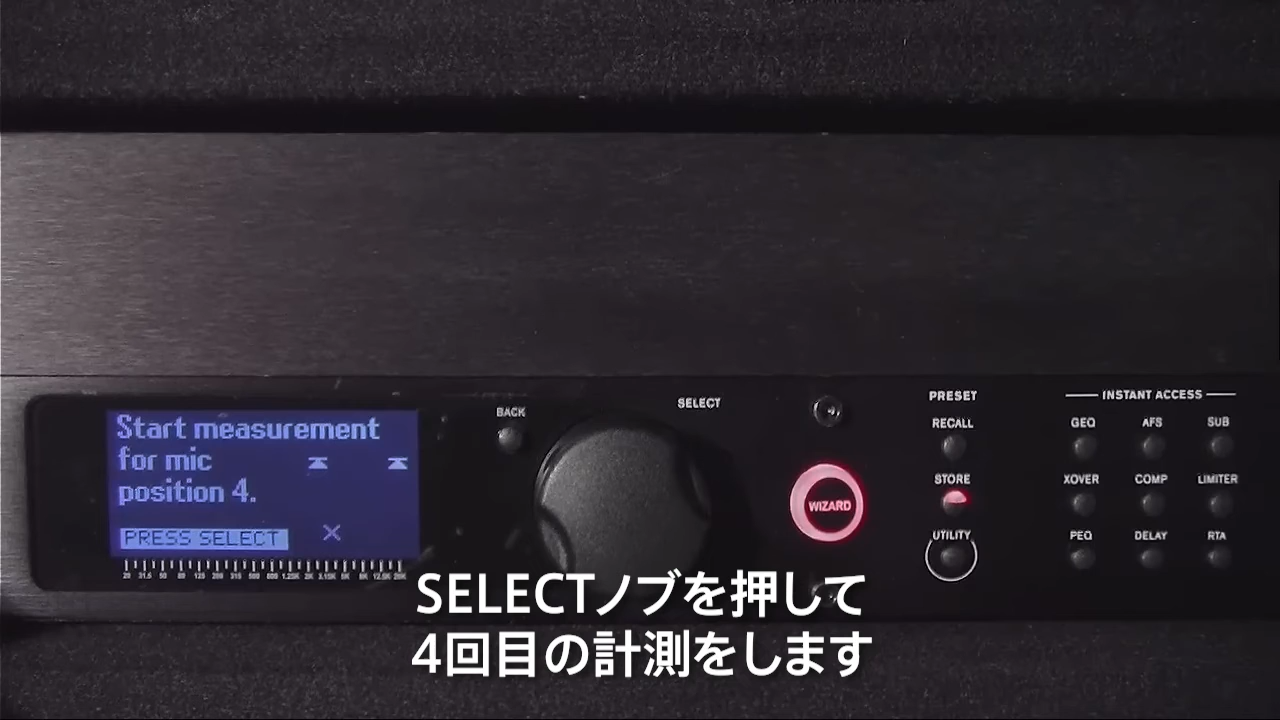 Start measurement
for mic
position 4.
PRESS SELECT
BACK
SELECT
WIZARD
PRESET
RECALL
STORE
UTILITY
INSTANT ACCESS
GEQ AFS SUB
XOVER COMP LIMITER
PEQ DELAY RTA
SELECTノブを押して
4回目の計測をします